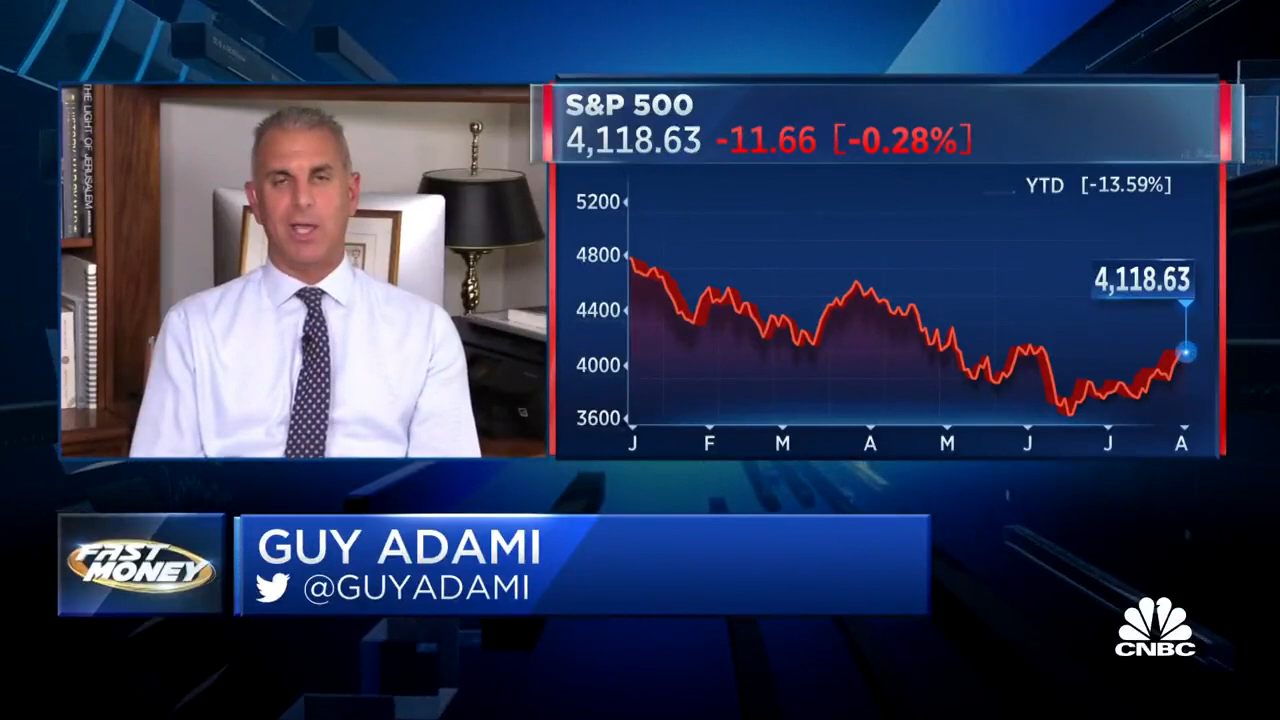 THE LIGHT OF JERUSALEM
S&P 500
4,118.63 -11.66 [-0.28%]
YTD [-13.59%]
5200
4800
4400
4000
3600
4,118.63
J F M A M J J A
FAST
MONEY
GUY ADAMI
@GUYADAMI
CNBC